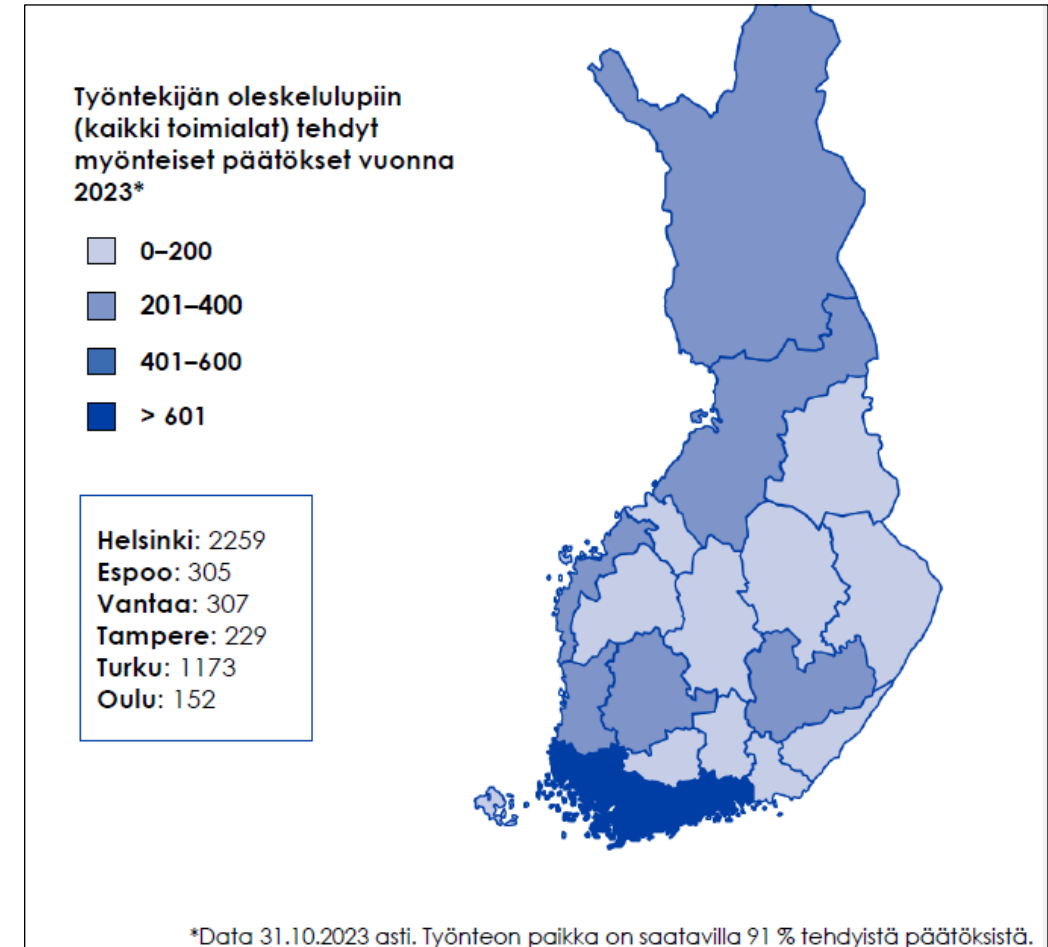 Työntekijän oleskelulupiin
(kaikki toimialat) tehdyt
myönteiset päätökset vuonna
2023*
0–200
201–400
401–600
> 601
Helsinki: 2259
Espoo: 305
Vantaa: 307
Tampere: 229
Turku: 1173
Oulu: 152
*Data 31.10.2023 asti. Työnteon paikka on saatavilla 91 % tehdyistä päätöksistä.